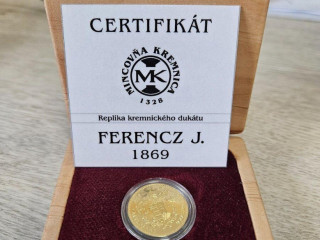 CERTIFIKÁT
MINCOVŇA KREMNICA
MK
1328
Replika kremnického dukátu
FERENCZ J.
1869